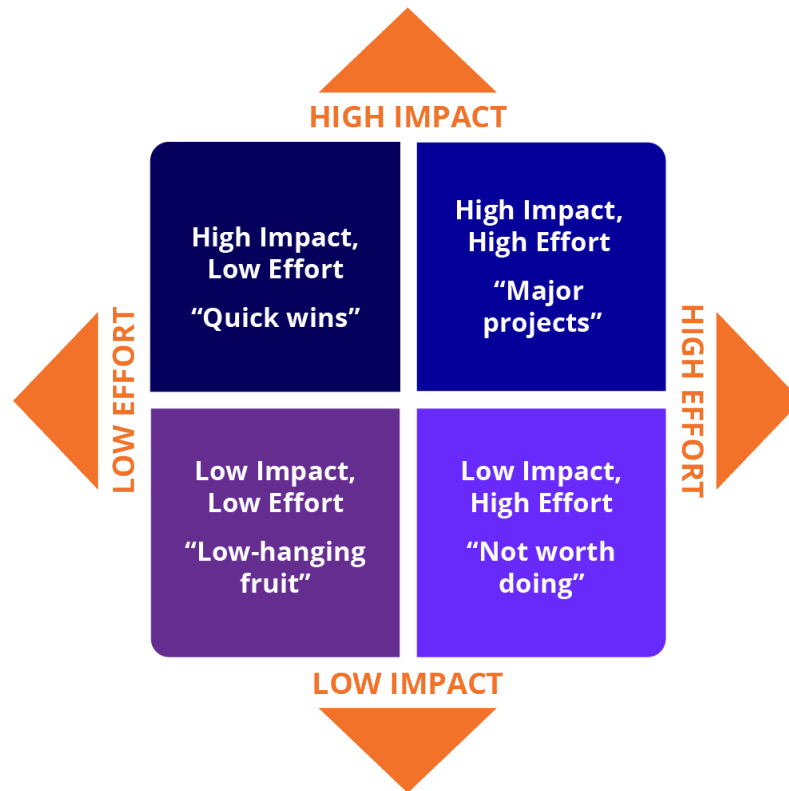 HIGH IMPACT
High Impact,
Low Effort
“Quick wins”
High Impact,
High Effort
“Major
projects”
LOW EFFORT
HIGH EFFORT
Low Impact,
Low Effort
“Low-hanging
fruit”
Low Impact,
High Effort
“Not worth
doing”
LOW IMPACT